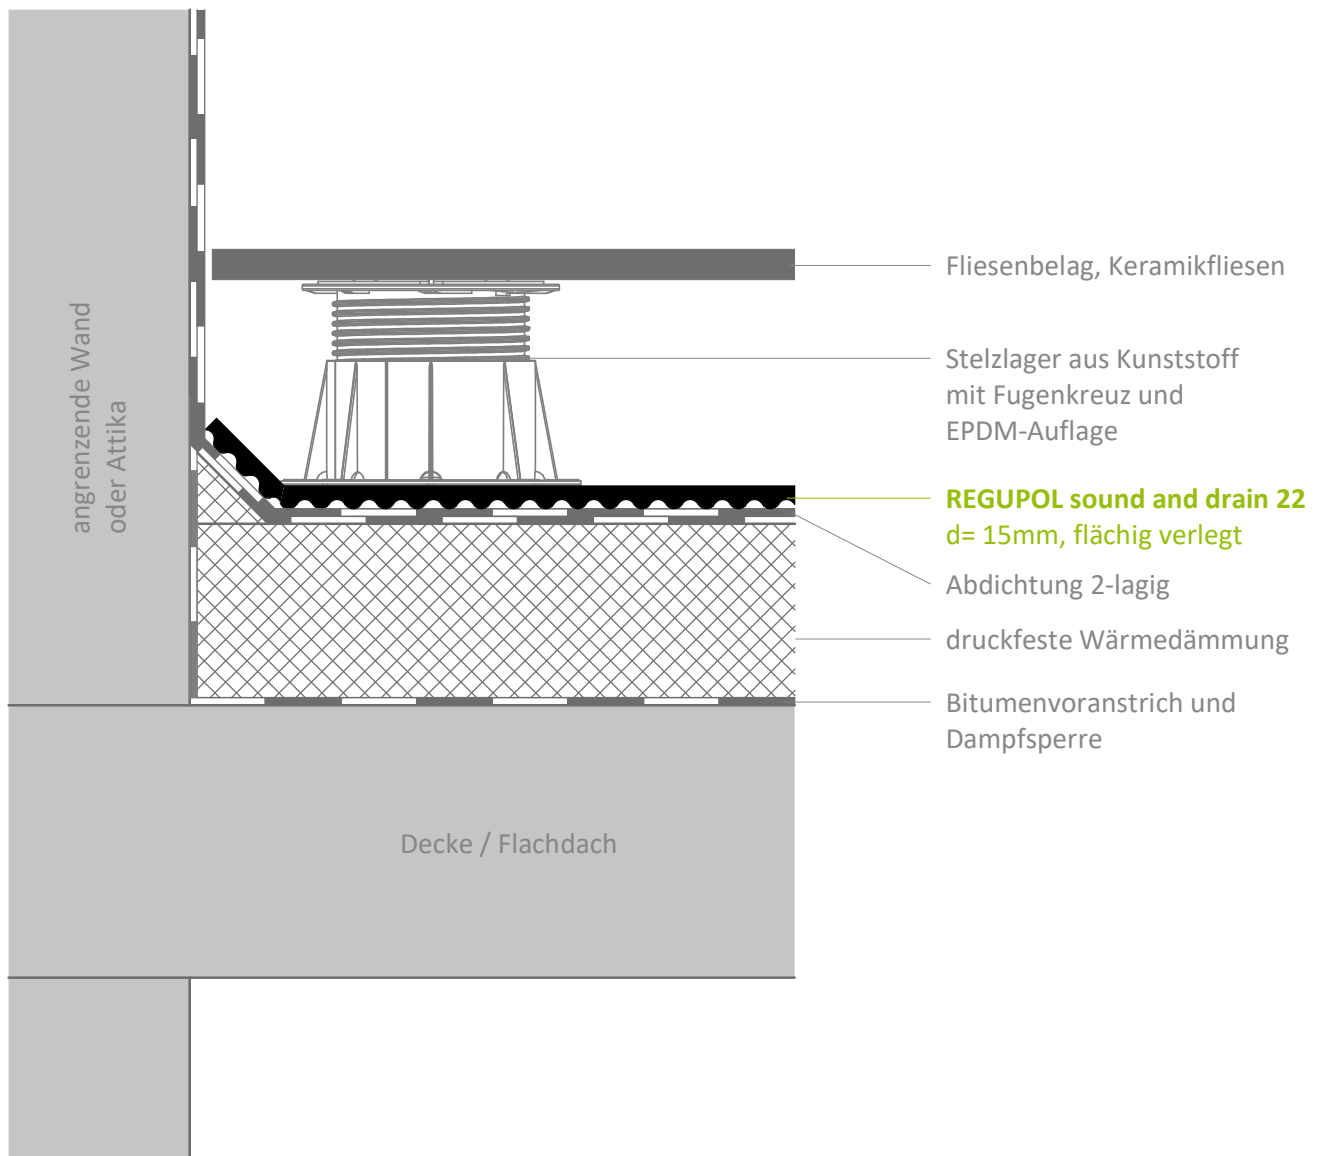 angrenzende Wand
oder Attika
Fliesenbelag, Keramikfliesen
Stelzlager aus Kunststoff
mit Fugenkreuz und
EPDM-Auflage
REGUPOL sound and drain 22
d= 15mm, flächig verlegt
Abdichtung 2-lagig
druckfeste Wärmedämmung
Bitumenvoranstrich und
Dampfsperre
Decke / Flachdach